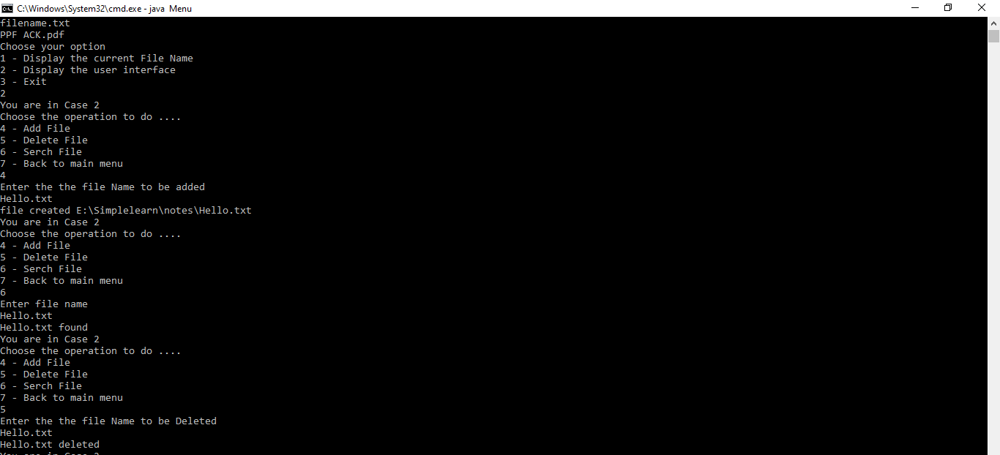 C:\Windows\System32\cmd.exe - java Menu
filename.txt
PPF ACK.pdf
Choose your option
1 - Display the current File Name
2 - Display the user interface
3 - Exit
2
You are in Case 2
Choose the operation to do ....
4 - Add File
5 - Delete File
6 - Serch File
7 - Back to main menu
4
Enter the the file Name to be added
Hello.txt
file created E:\Simplelearn\notes\Hello.txt
You are in Case 2
Choose the operation to do ....
4 - Add File
5 - Delete File
6 - Serch File
7 - Back to main menu
6
Enter file name
Hello.txt
Hello.txt found
You are in Case 2
Choose the operation to do ....
4 - Add File
5 - Delete File
6 - Serch File
7 - Back to main menu
5
Enter the the file Name to be Deleted
Hello.txt
Hello.txt deleted
You are in Case 2